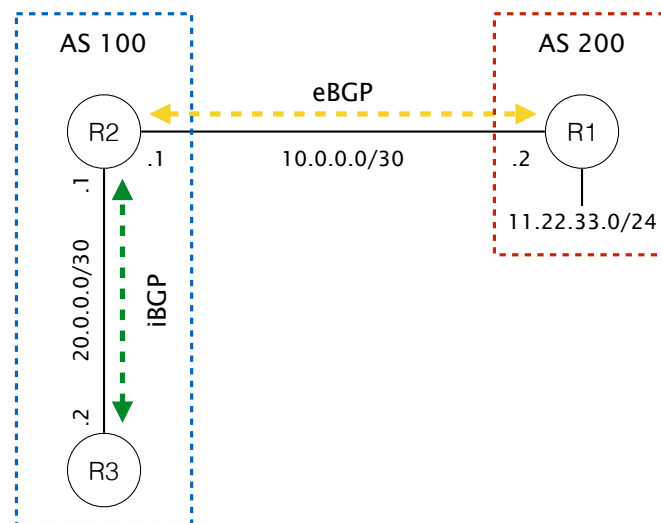 AS 100
AS 200
eBGP
R2
R1
.1
10.0.0.0/30
.2
.1
11.22.33.0/24
20.0.0.0/30
iBGP
.2
R3